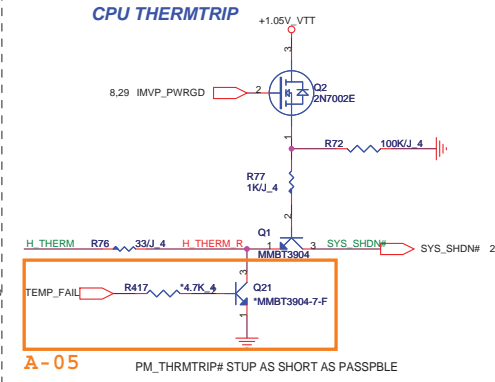 CPU THERMTRIP
+1.05V_VTT
3
8,29 IMVP_PWRGD
2
Q2
2N7002E
1
R72
100K/J_4
R77
1K/J_4
2
Q1
H_THERM
R76
33/J_4
H_THERM_R
1
3
SYS_SHDN#
SYS_SHDN# 2
MMBT3904
3
TEMP_FAIL
R417
*4.7K_4
2
Q21
*MMBT3904-7-F
1
A-05
PM_THRMTRIP# STUP AS SHORT AS PASSPBLE